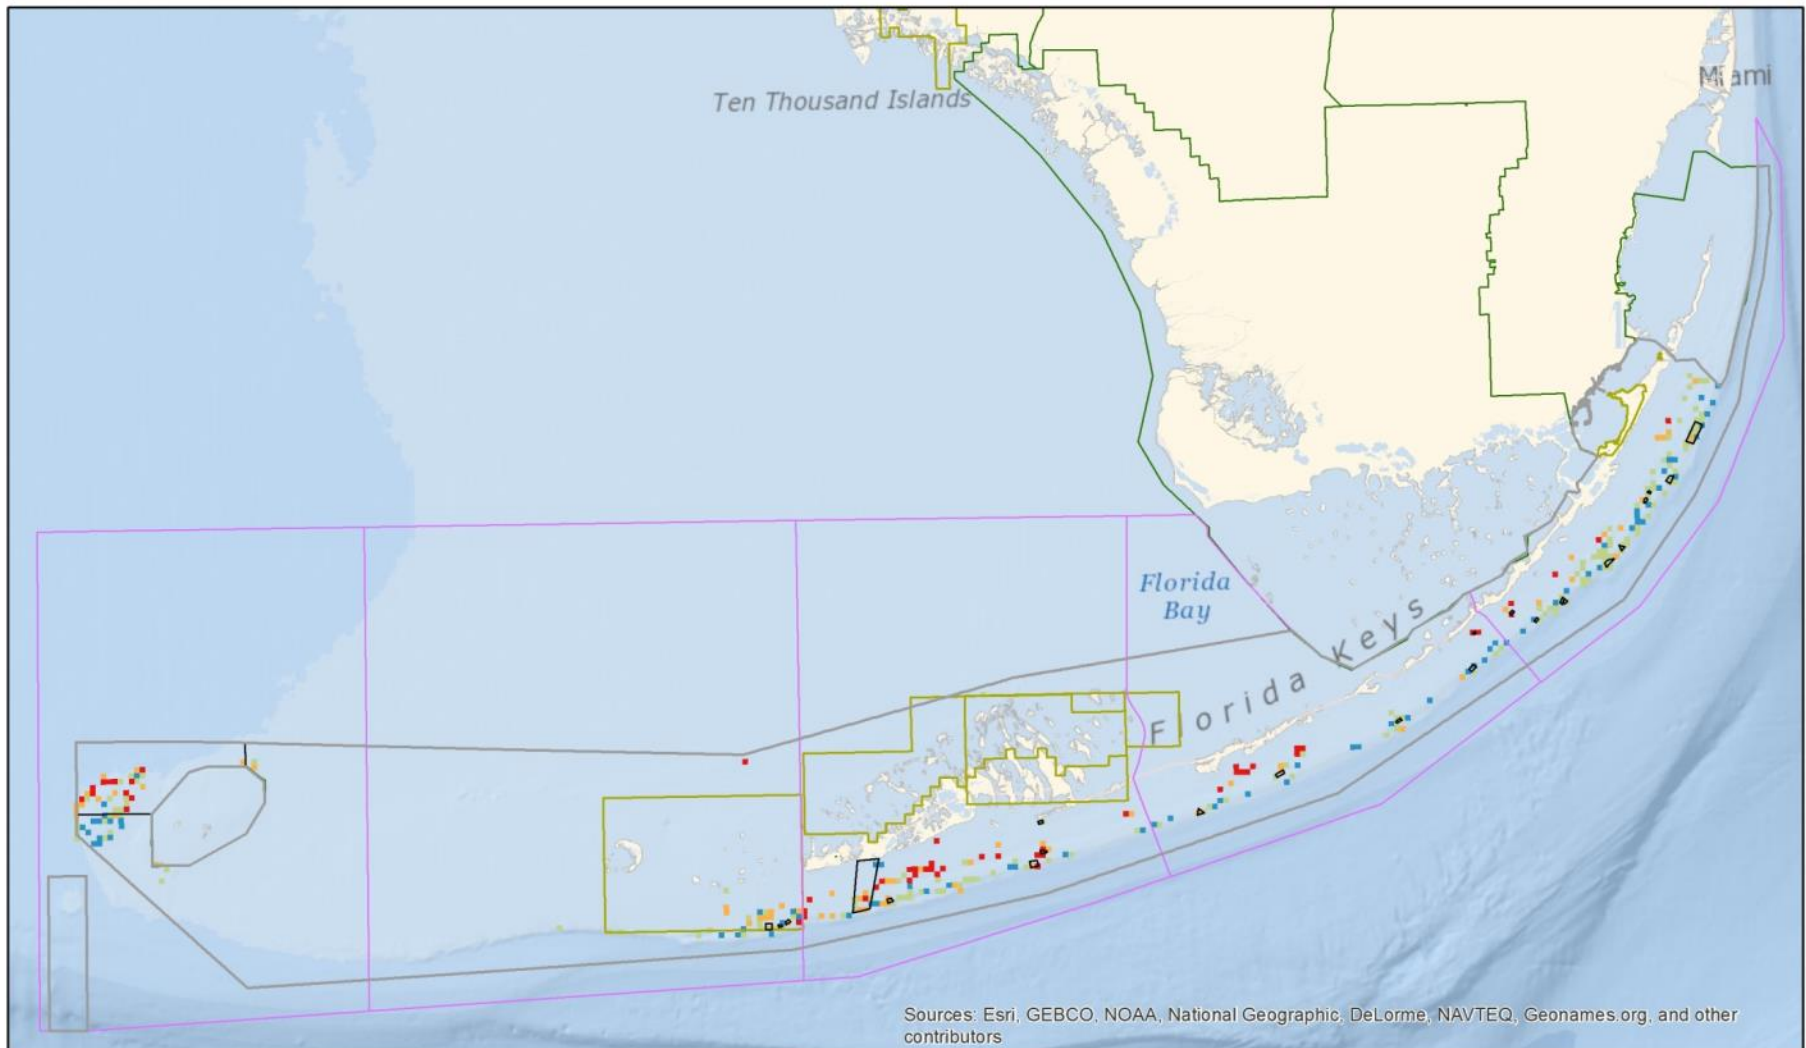 Miami
Ten Thousand Islands
Florida
Bay
Florida Keys
Sources: Esri, GEBCO, NOAA, National Geographic, DeLorme, NAVTEQ, Geonames.org, and other
contributors